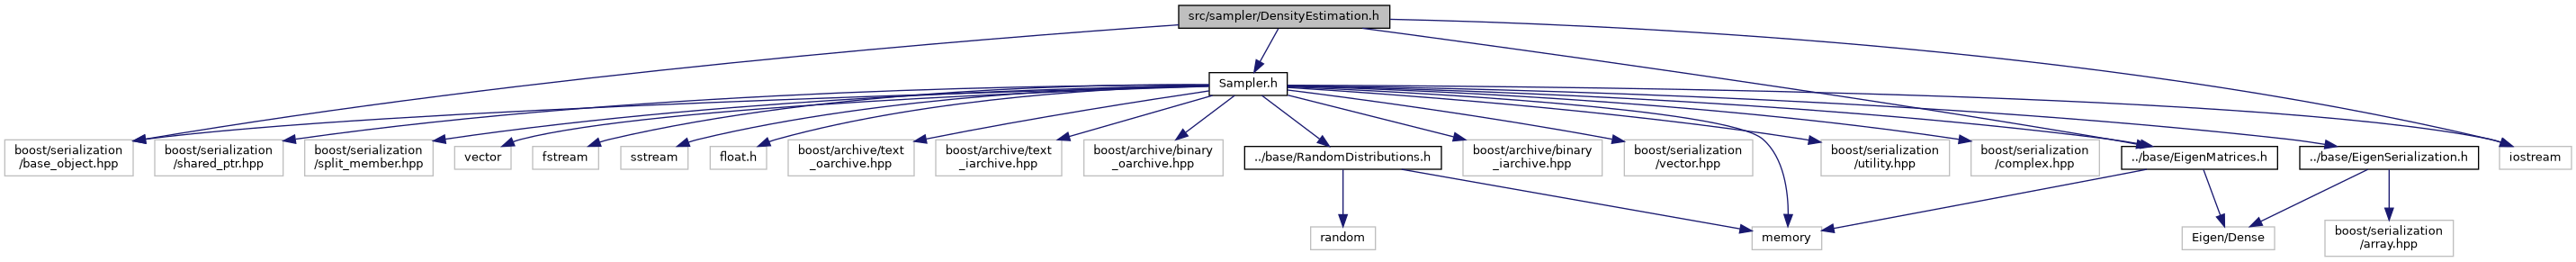 src/sampler/DensityEstimation.h
Sampler.h
boost/serialization
/base_object.hpp
boost/serialization
/shared_ptr.hpp
boost/serialization
/split_member.hpp
vector
fstream
sstream
float.h
boost/archive/text
_oarchive.hpp
boost/archive/text
_iarchive.hpp
boost/archive/binary
_oarchive.hpp
../base/RandomDistributions.h
boost/archive/binary
_iarchive.hpp
boost/serialization
/vector.hpp
boost/serialization
/utility.hpp
boost/serialization
/complex.hpp
../base/EigenMatrices.h
../base/EigenSerialization.h
iostream
random
memory
Eigen/Dense
boost/serialization
/array.hpp